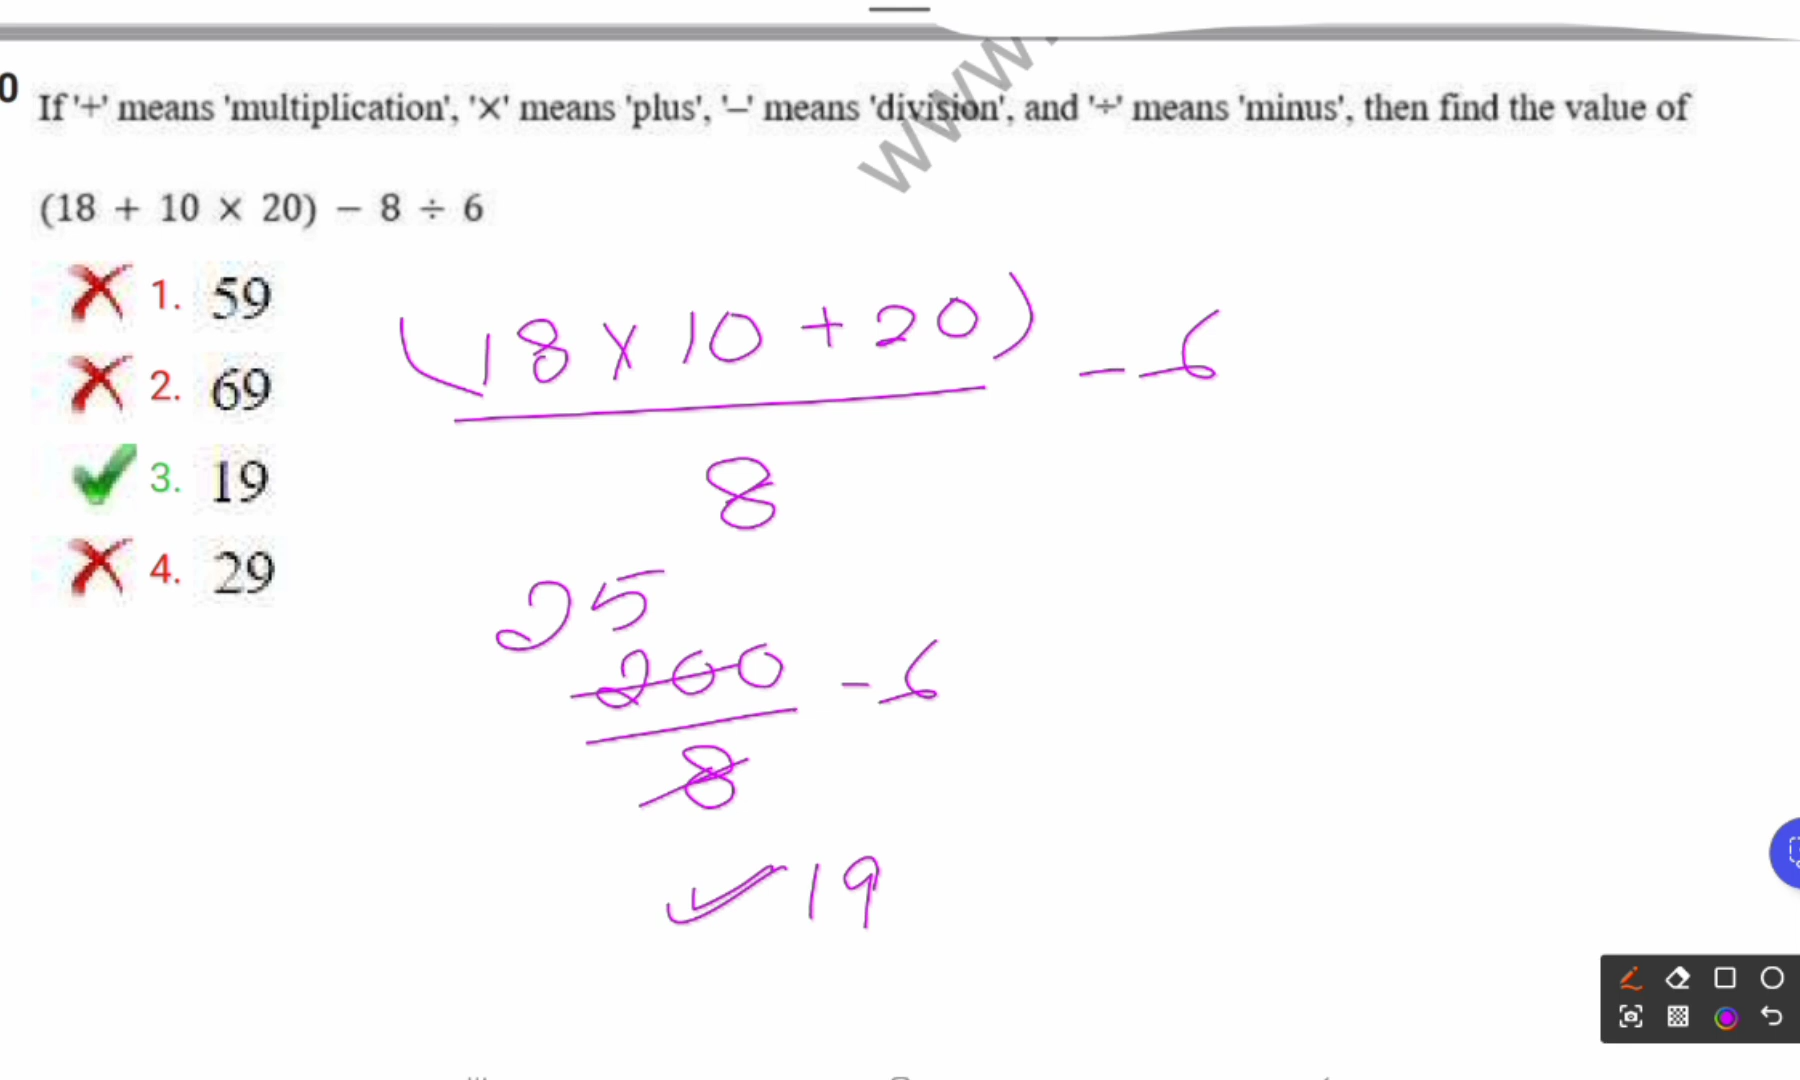 www.
0
If '+' means 'multiplication', '×' means 'plus', '–' means 'division', and '÷' means 'minus', then find the value of
(18 + 10 × 20) − 8 ÷ 6
1. 59
2. 69
3. 19
4. 29
(18 × 10 + 20) - 6
8
25
200 - 6
8
19